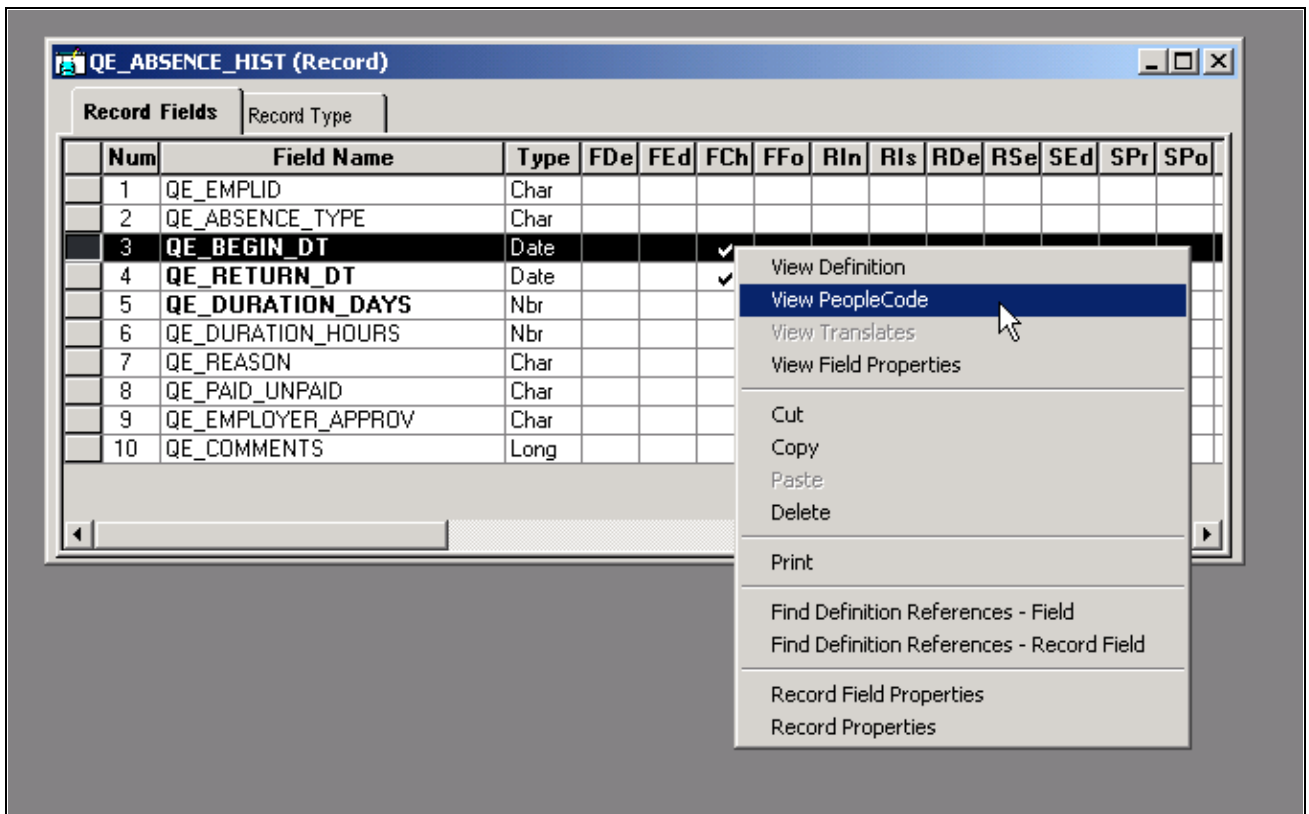 QE_ABSENCE_HIST (Record)
Record Fields Record Type
Num Field Name Type FDe FEd FCh FFo RIn RIs RDe RSe SEd SPr SPo
1 QE_EMPLID Char
2 QE_ABSENCE_TYPE Char
3 QE_BEGIN_DT Date
4 QE_RETURN_DT Date
5 QE_DURATION_DAYS Nbr
6 QE_DURATION_HOURS Nbr
7 QE_REASON Char
8 QE_PAID_UNPAID Char
9 QE_EMPLOYER_APPROV Char
10 QE_COMMENTS Long
View Definition
View PeopleCode
View Translates
View Field Properties
Cut
Copy
Paste
Delete
Print
Find Definition References - Field
Find Definition References - Record Field
Record Field Properties
Record Properties